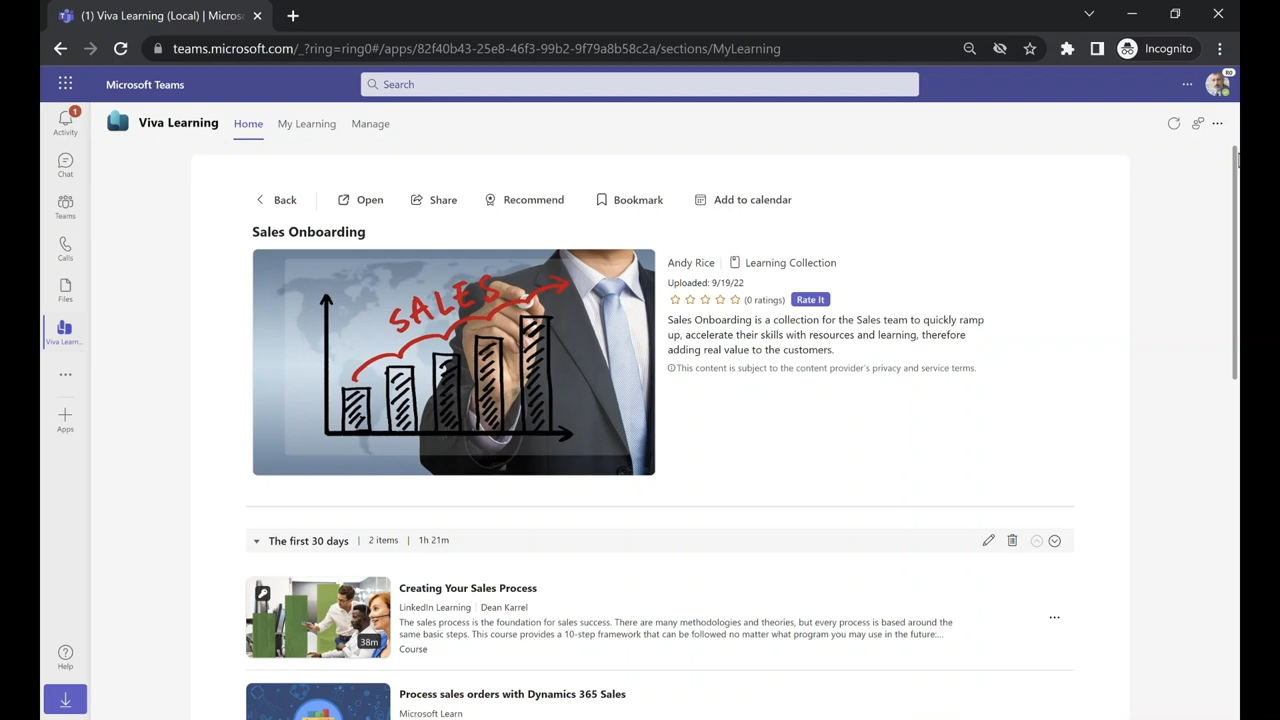 (1) Viva Learning (Local) | Micros
teams.microsoft.com/_?ring=ring0#/apps/82f40b43-25e8-46f3-99b2-9f79a8b58c2a/sections/MyLearning
Incognito
Microsoft Teams
Search
R0
1
Activity
Chat
Teams
Calls
Files
Viva Learn...
Apps
Help
Viva Learning
Home
My Learning
Manage
Back
Open
Share
Recommend
Bookmark
Add to calendar
Sales Onboarding
SALES
Andy Rice
Learning Collection
Uploaded: 9/19/22
(0 ratings)
Rate It
Sales Onboarding is a collection for the Sales team to quickly ramp
up, accelerate their skills with resources and learning, therefore
adding real value to the customers.
This content is subject to the content provider's privacy and service terms.
The first 30 days | 2 items | 1h 21m
38m
Creating Your Sales Process
LinkedIn Learning | Dean Karrel
The sales process is the foundation for sales success. There are many methodologies and theories, but every process is based around the
same basic steps. This course provides a 10-step framework that can be followed no matter what program you may use in the future:...
Course
Process sales orders with Dynamics 365 Sales
Microsoft Learn